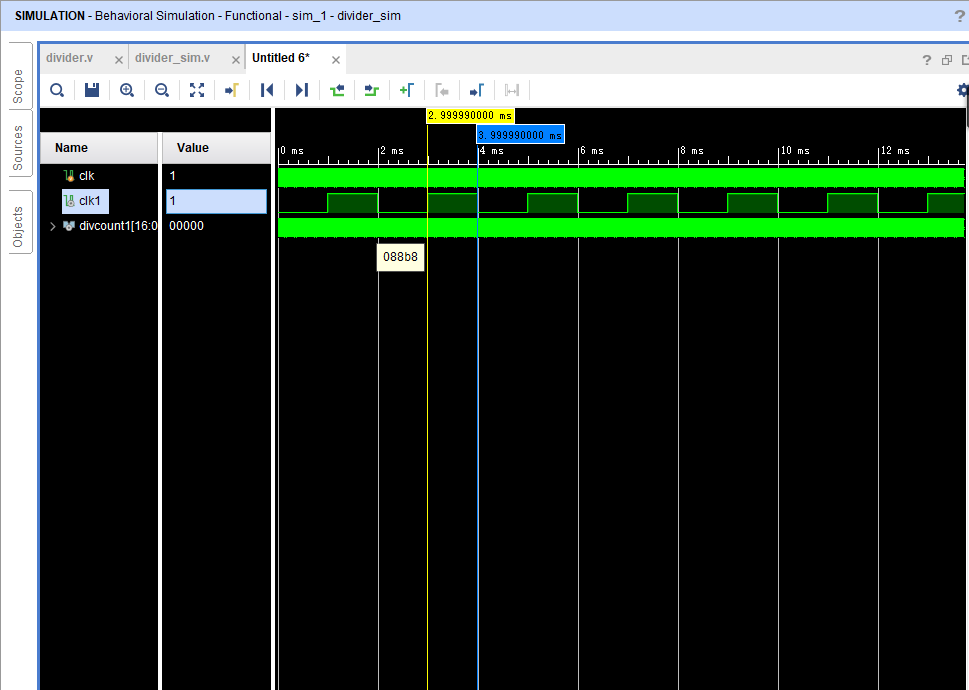 SIMULATION - Behavioral Simulation - Functional - sim_1 - divider_sim ?
Scope
Sources
Objects
divider.v × divider_sim.v × Untitled 6* × ?
2.999990000 ms
3.999990000 ms
Name Value
0 ms 2 ms 4 ms 6 ms 8 ms 10 ms 12 ms
clk 1
clk1 1
divcount1[16:0 00000
088b8